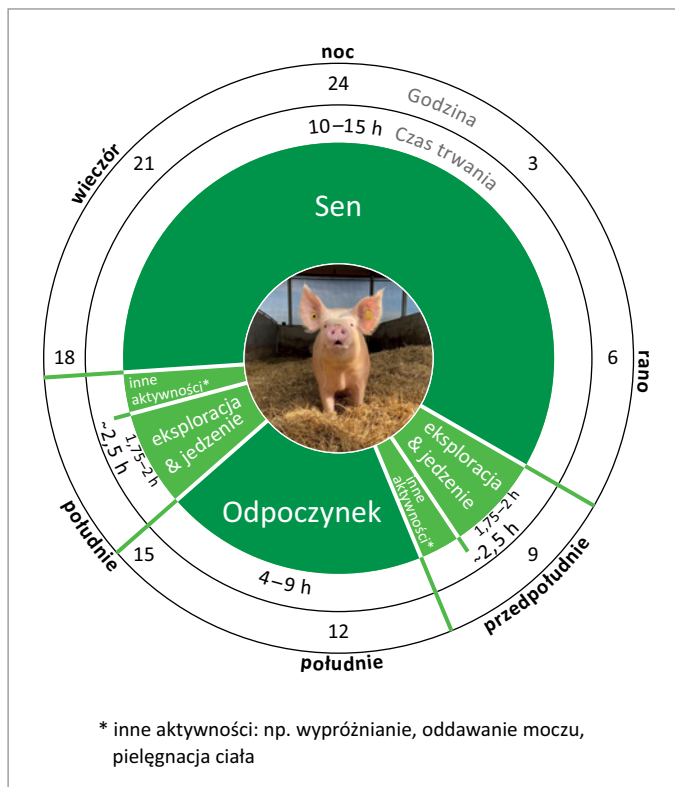 noc
24
Godzina
10–15 h
Czas trwania
wieczór
21
3
Sen
18
6
rano
inne
aktywności*
eksploracja
& jedzenie
1,75–2 h
~2,5 h
eksploracja
& jedzenie
inne
aktywności*
1,75–2 h
~2,5 h
Odpoczynek
południe
15
9
przedpołudnie
4–9 h
12
południe
* inne aktywności: np. wypróżnianie, oddawanie moczu,
pielęgnacja ciała